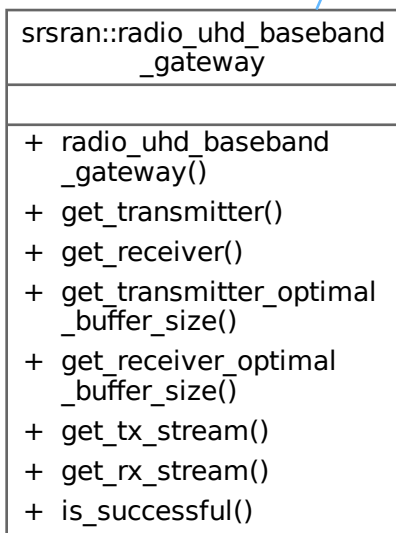 srsran::radio_uhd_baseband
_gateway
+ radio_uhd_baseband
_gateway()
+ get_transmitter()
+ get_receiver()
+ get_transmitter_optimal
_buffer_size()
+ get_receiver_optimal
_buffer_size()
+ get_tx_stream()
+ get_rx_stream()
+ is_successful()